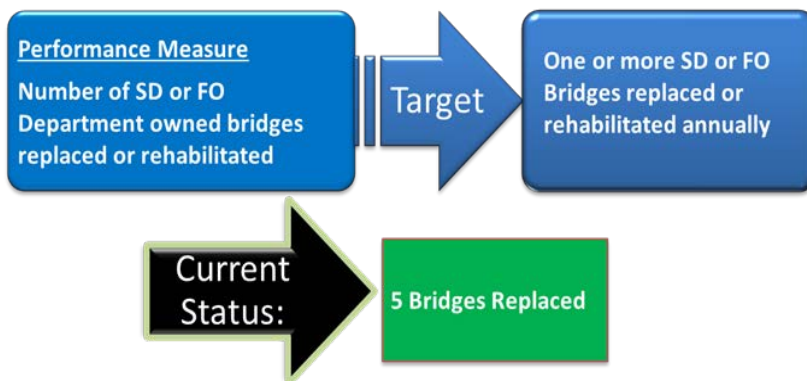 Performance Measure
Number of SD or FO
Department owned bridges
replaced or rehabilitated
Target
One or more SD or FO
Bridges replaced or
rehabilitated annually
Current
Status:
5 Bridges Replaced